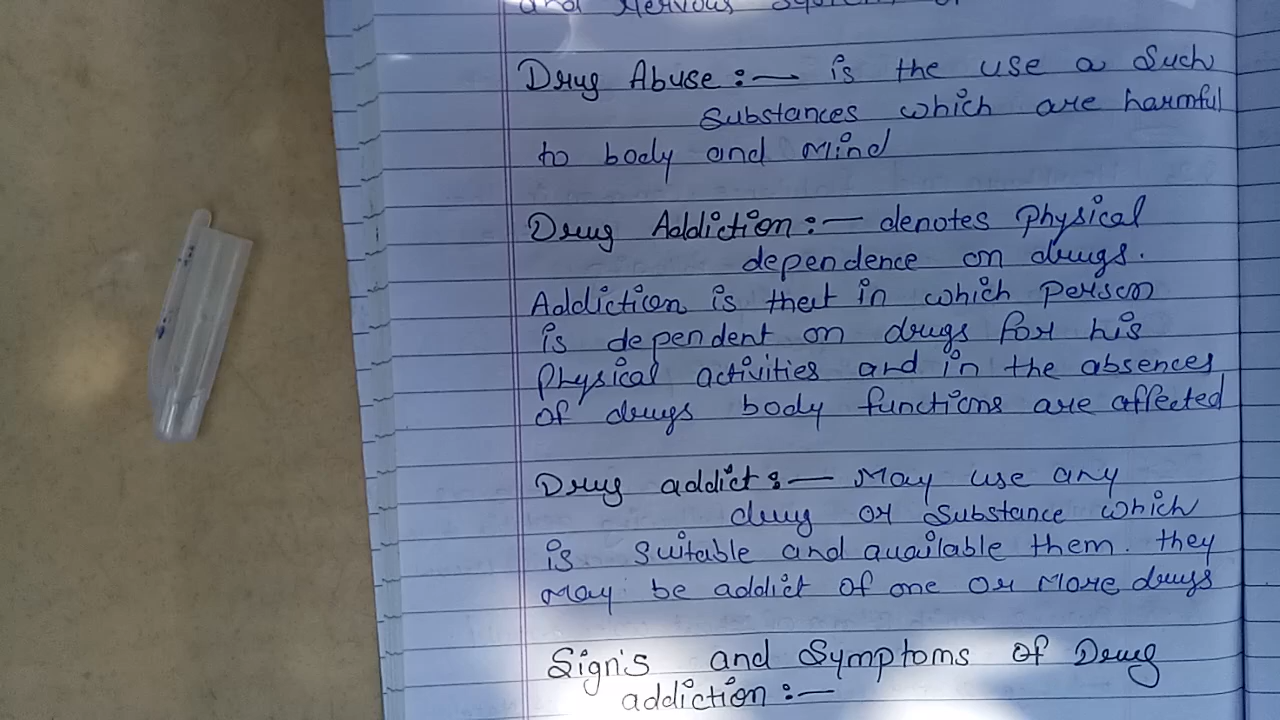 and Nervous System
Drug Abuse :— is the use a Such
Substances which are harmful
to body and Mind
Drug Addiction :— denotes Physical
dependence on drugs.
Addiction is that in which Person
is dependent on drugs for his
Physical activities and in the absences
of drugs body functions are affected
Drug addict :— May use any
drug or Substance which
is suitable and available them. they
may be addict of one or More drugs
Sign's and Symptoms of Drug
addiction :—